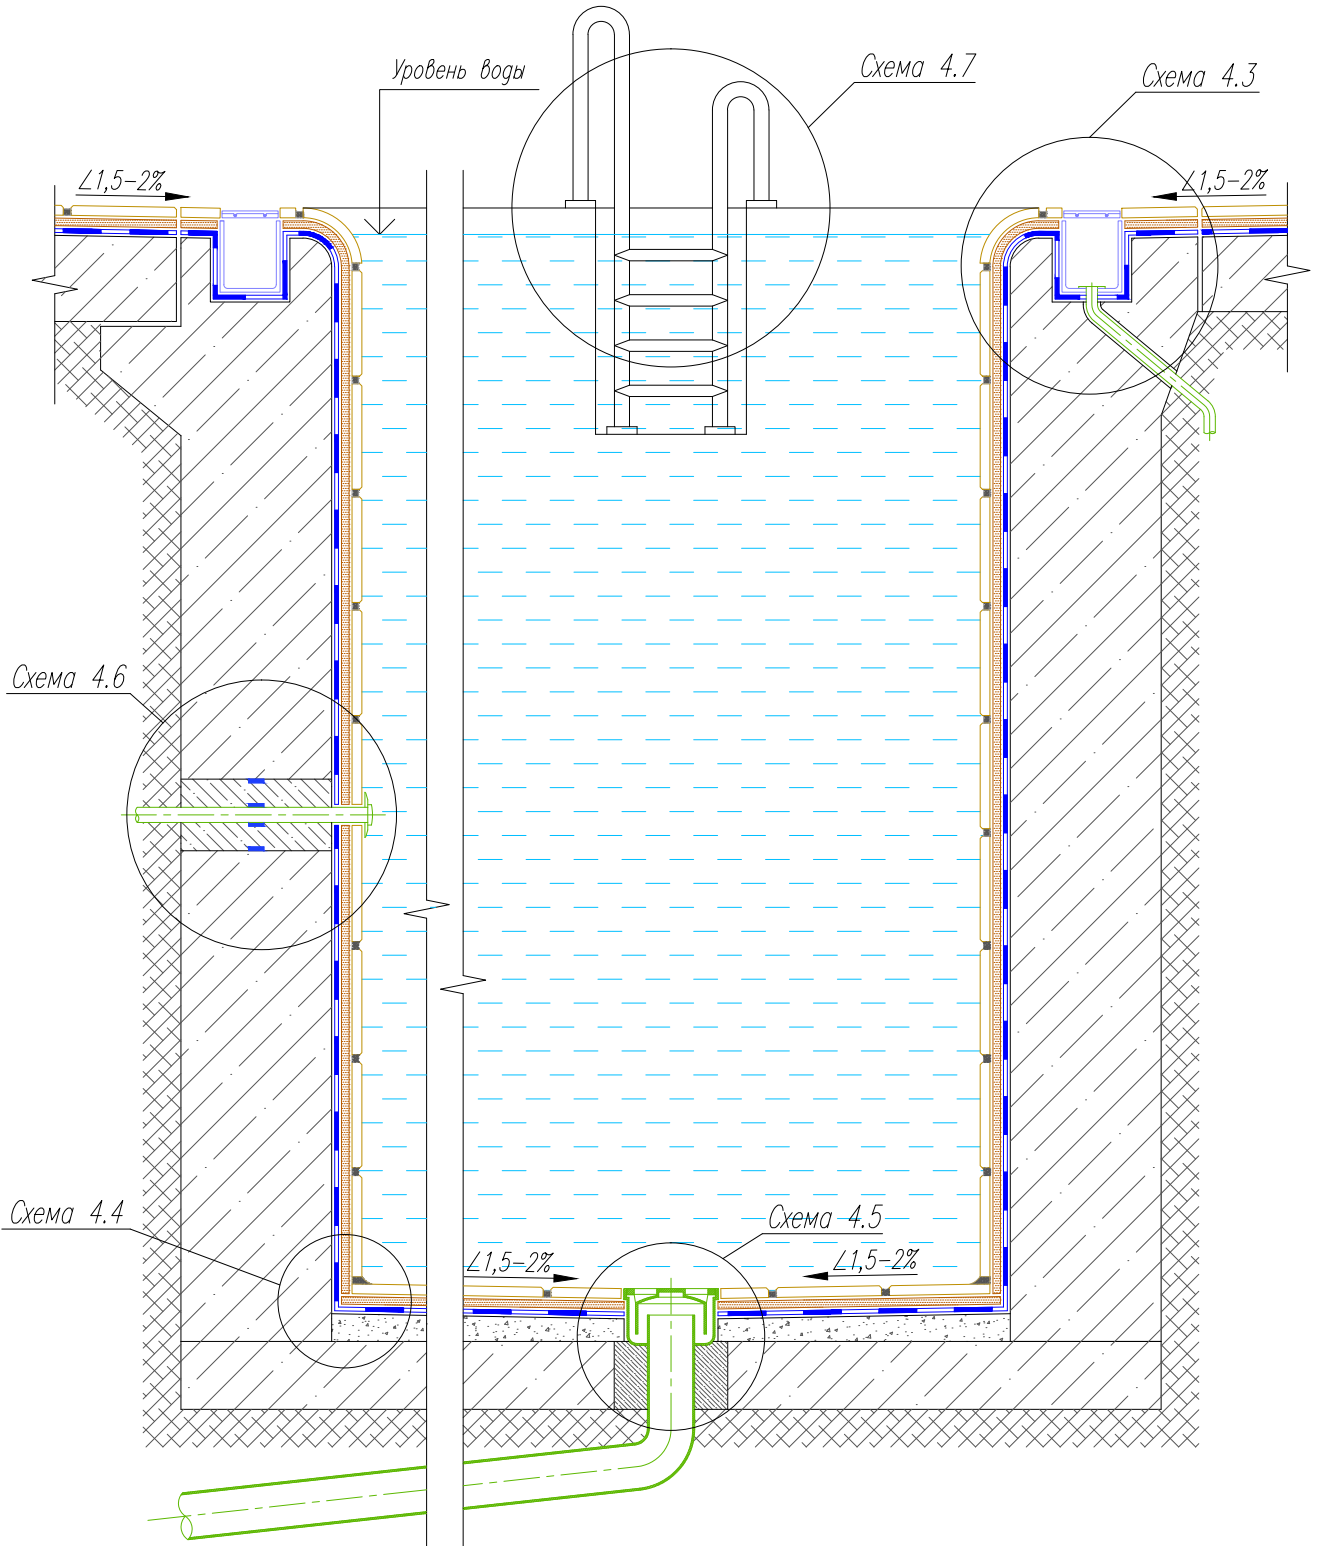 Уровень воды
Схема 4.7
Схема 4.3
∠1,5-2%
∠1,5-2%
Схема 4.6
Схема 4.4
Схема 4.5
∠1,5-2%
∠1,5-2%